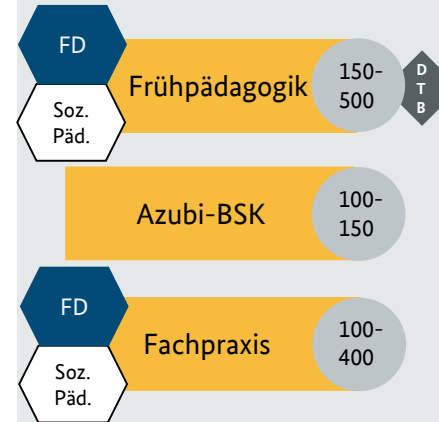 FD
Soz.
Päd.
Frühpädagogik
150-
500
D
T
B
Azubi-BSK
100-
150
FD
Soz.
Päd.
Fachpraxis
100-
400